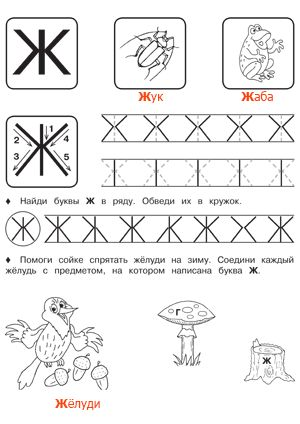 Ж
Жук
Жаба
Ж
1
2 4
3 5
♦ Найди буквы Ж в ряду. Обведи их в кружок.
Ж
♦ Помоги сойке спрятать жёлуди на зиму. Соедини каждый
жёлудь с предметом, на котором написана буква Ж.
г
ж
Жёлуди